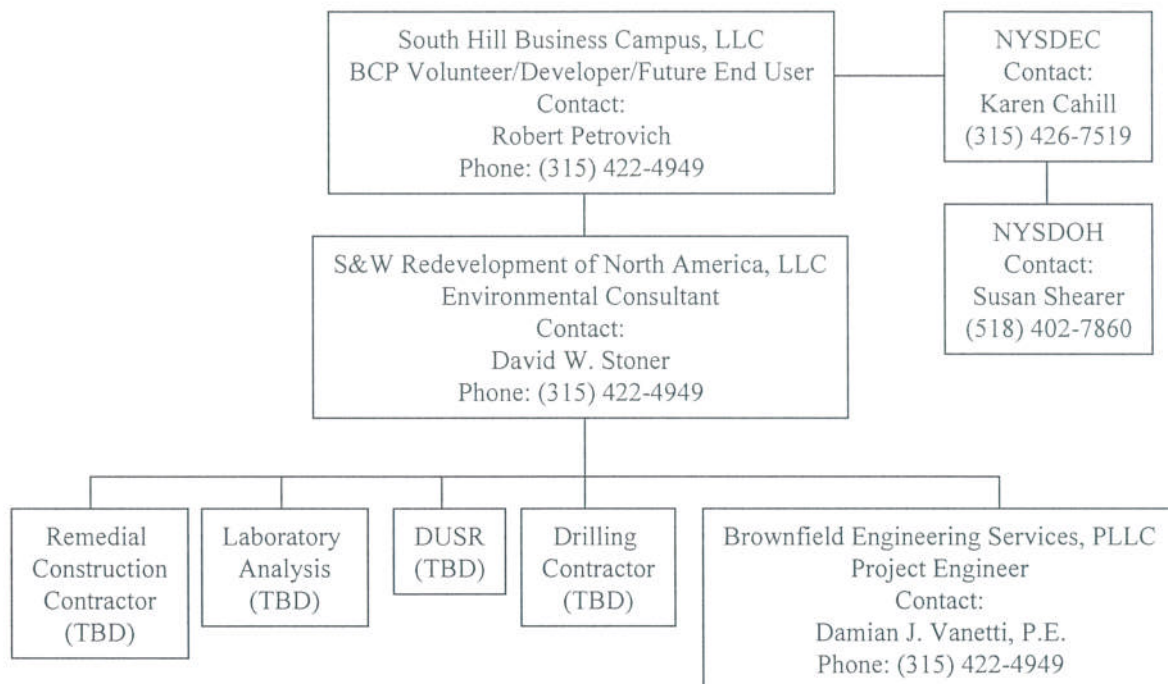 South Hill Business Campus, LLC
BCP Volunteer/Developer/Future End User
Contact:
Robert Petrovich
Phone: (315) 422-4949
NYSDEC
Contact:
Karen Cahill
(315) 426-7519
NYSDOH
Contact:
Susan Shearer
(518) 402-7860
S&W Redevelopment of North America, LLC
Environmental Consultant
Contact:
David W. Stoner
Phone: (315) 422-4949
Remedial
Construction
Contractor
(TBD)
Laboratory
Analysis
(TBD)
DUSR
(TBD)
Drilling
Contractor
(TBD)
Brownfield Engineering Services, PLLC
Project Engineer
Contact:
Damian J. Vanetti, P.E.
Phone: (315) 422-4949